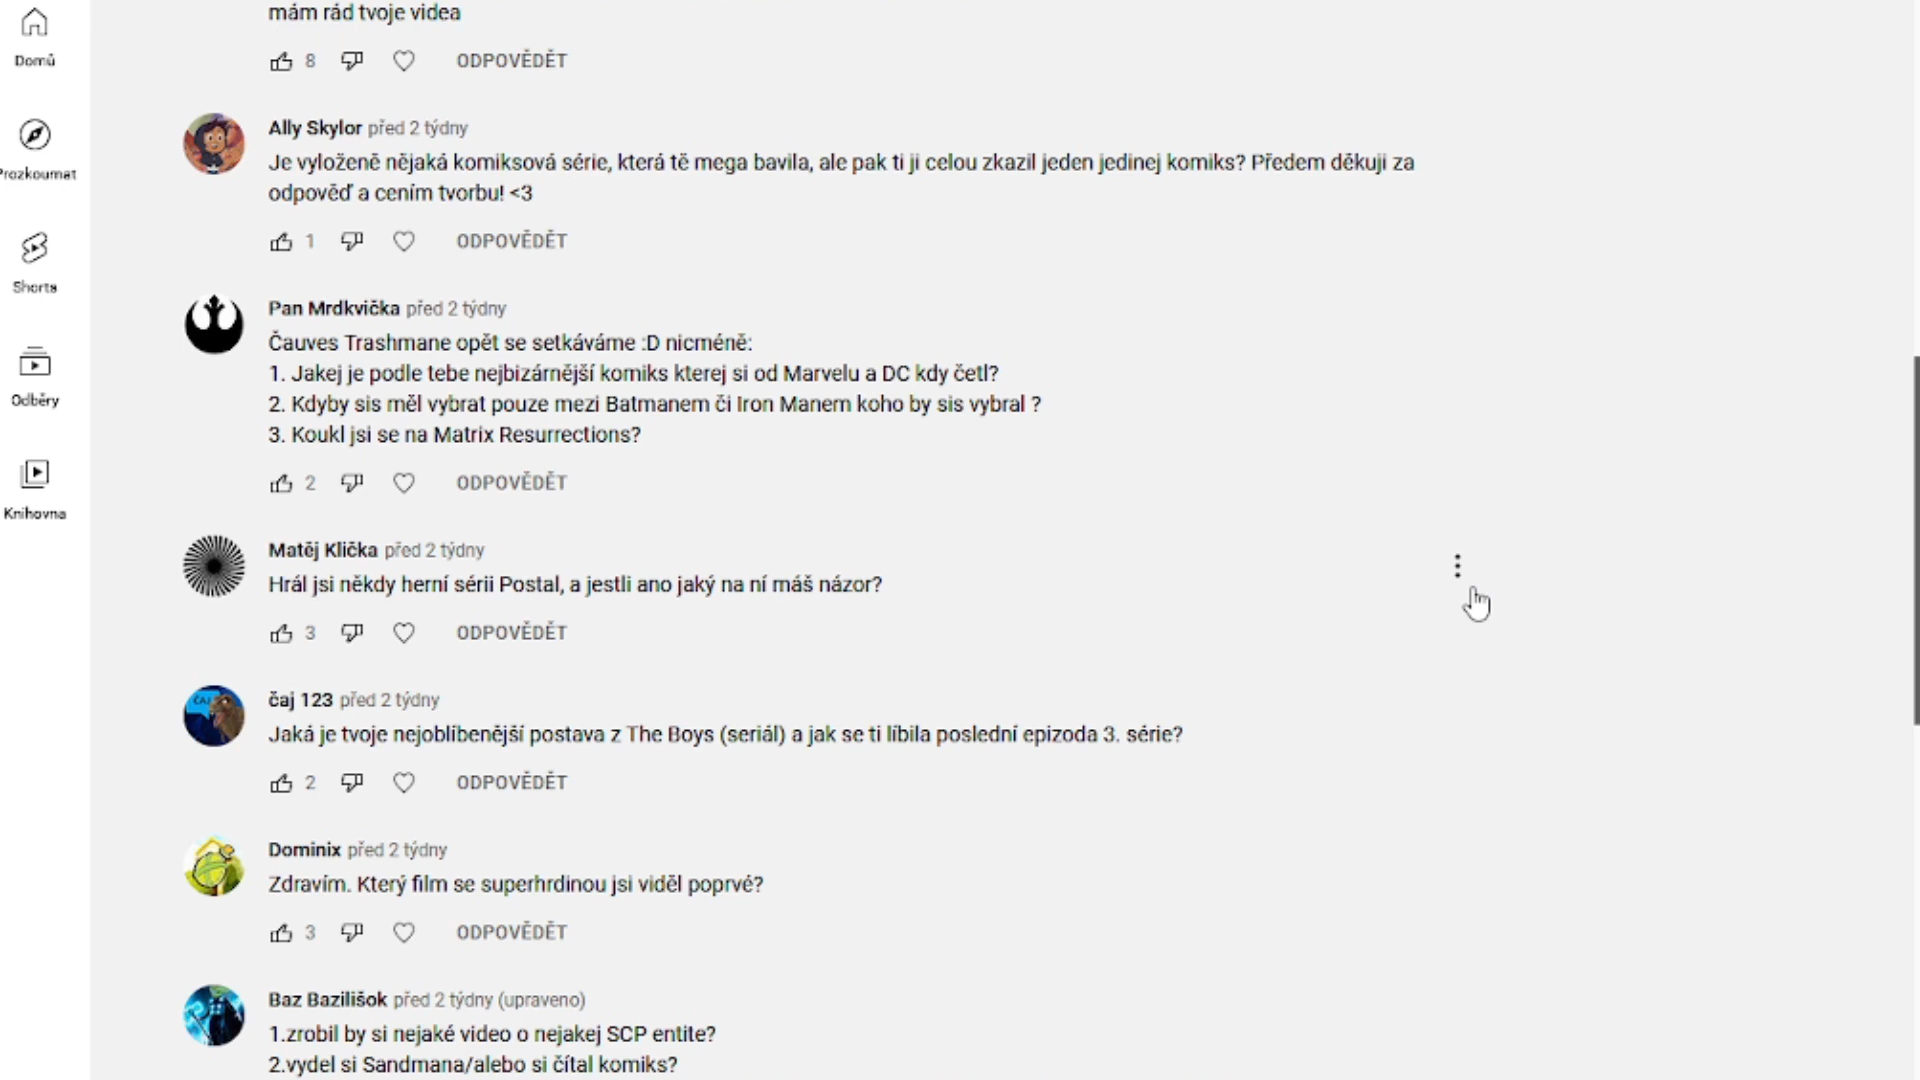 mám rád tvoje videa
8 ODPOVĚDĚT
Domů
Ally Skylor před 2 týdny
Je vyloženě nějaká komiksová série, která tě mega bavila, ale pak ti ji celou zkazil jeden jedinej komiks? Předem děkuji za
odpověď a cením tvorbu! <3
Prozkoumat
1 ODPOVĚDĚT
Shorts
Pan Mrdkvička před 2 týdny
Čauves Trashmane opět se setkáváme :D nicméně:
1. Jakej je podle tebe nejbizárnější komiks kterej si od Marvelu a DC kdy četl?
2. Kdyby sis měl vybrat pouze mezi Batmanem či Iron Manem koho by sis vybral ?
Odběry
3. Koukl jsi se na Matrix Resurrections?
2 ODPOVĚDĚT
Knihovna
Matěj Klička před 2 týdny
Hrál jsi někdy herní sérii Postal, a jestli ano jaký na ní máš názor?
3 ODPOVĚDĚT
ČAJ
čaj 123 před 2 týdny
Jaká je tvoje nejoblíbenější postava z The Boys (seriál) a jak se ti líbila poslední epizoda 3. série?
2 ODPOVĚDĚT
Dominix před 2 týdny
Zdravím. Který film se superhrdinou jsi viděl poprvé?
3 ODPOVĚDĚT
Baz Bazilišok před 2 týdny (upraveno)
1.zrobil by si nejaké video o nejakej SCP entite?
2.vydel si Sandmana/alebo si čítal komiks?